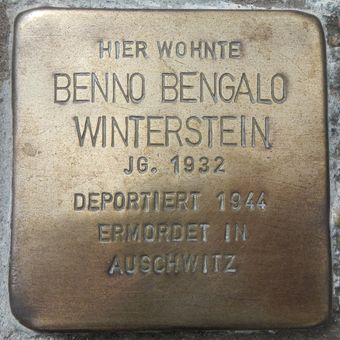 HIER WOHNTE
BENNO BENGALO
WINTERSTEIN
JG. 1932
DEPORTIERT 1944
ERMORDET IN
AUSCHWITZ